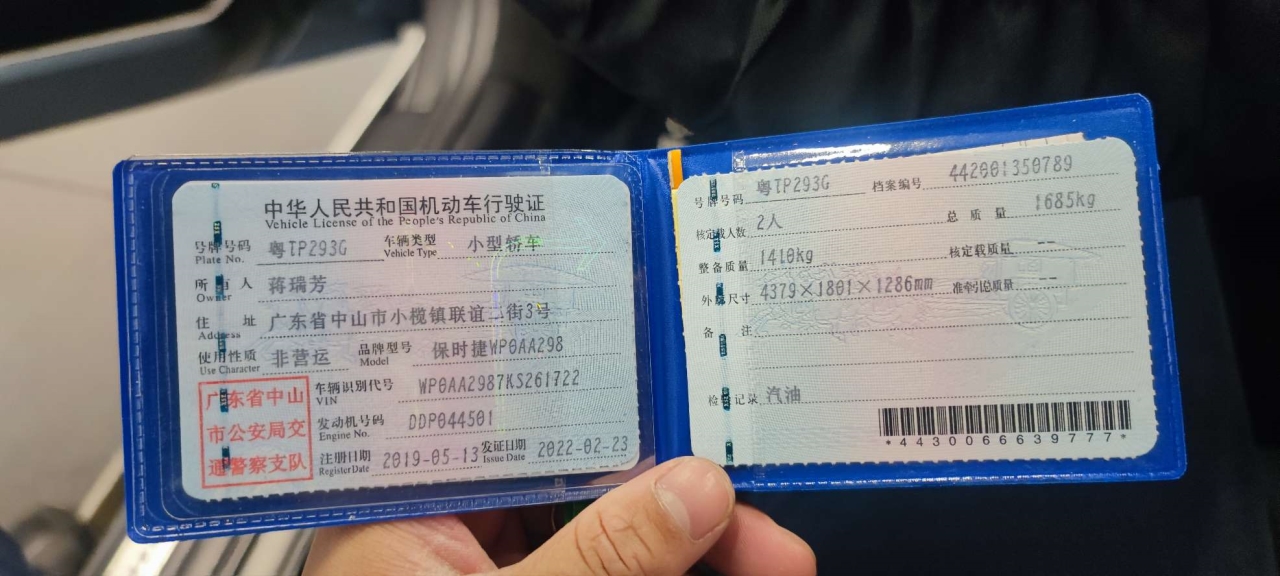 中华人民共和国机动车行驶证
Vehicle License of the People's Republic of China
号牌号码 粤TP293G 车辆类型 小型轿车
Plate No. Vehicle Type
所有人 蒋瑞芳
Owner
住址 广东省中山市小榄镇联谊二街3号
Address
使用性质 非营运 品牌型号 保时捷WP0AA298
Use Character Model
广东省中山
市公安局交
通警察支队
车辆识别代号 WP0AA2987KS261722
VIN
发动机号码 DDP044501
Engine No.
注册日期 2019-05-13 发证日期 2022-02-23
Register Date Issue Date
号牌号码 粤TP293G 档案编号 442001350789
核定载人数 2人 总质量 1685kg
整备质量 1410kg 核定载质量 --
外廓尺寸 4379×1801×1286mm 准牵引总质量 --
备注
检验记录 汽油
*4430066639777*